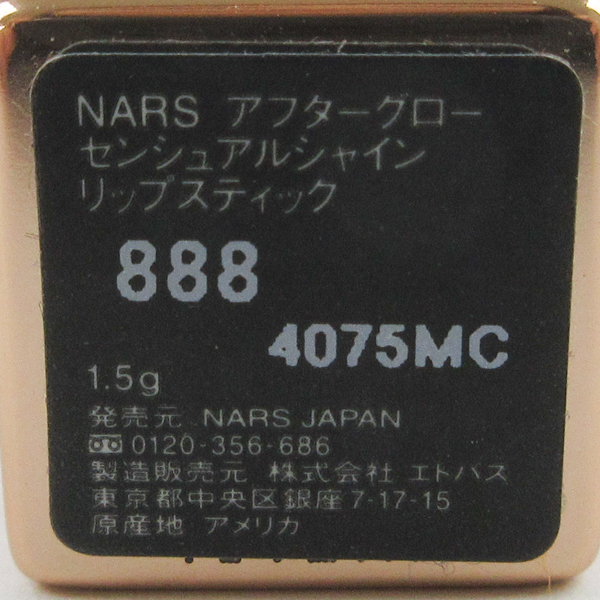 NARS アフターグロー
センシュアルシャイン
リップスティック
888
4075MC
1.5g
発売元 NARS JAPAN
0120-356-686
製造販売元 株式会社 エトバス
東京都中央区銀座7-17-15
原産地 アメリカ